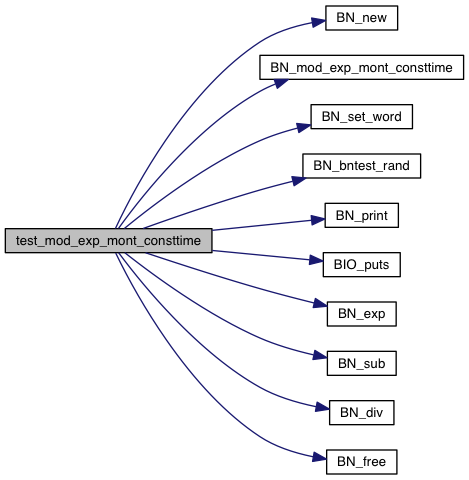 BN_new
BN_mod_exp_mont_consttime
BN_set_word
BN_bntest_rand
test_mod_exp_mont_consttime
BN_print
BIO_puts
BN_exp
BN_sub
BN_div
BN_free